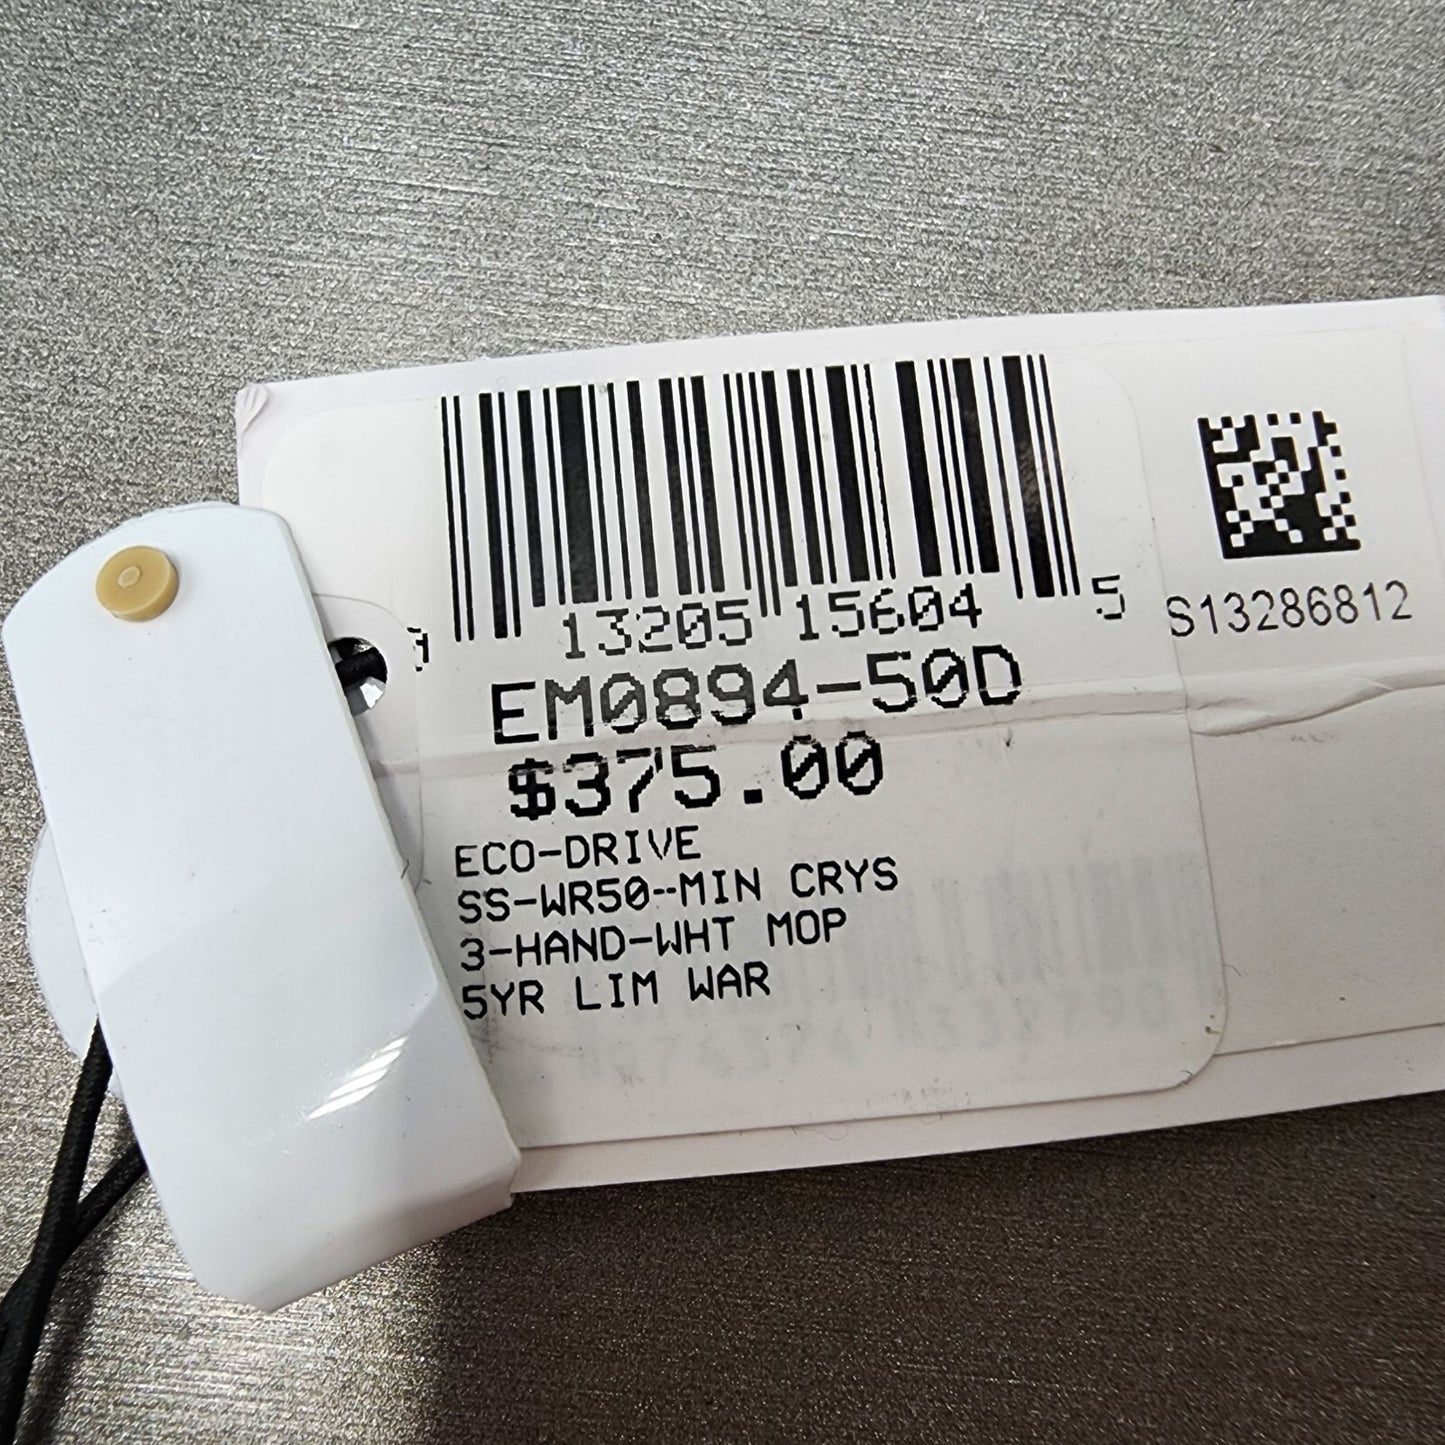 13205 15604 5
S13286812
EM0894-50D
$375.00
ECO-DRIVE
SS-WR50--MIN CRYS
3-HAND-WHT MOP
5YR LIM WAR